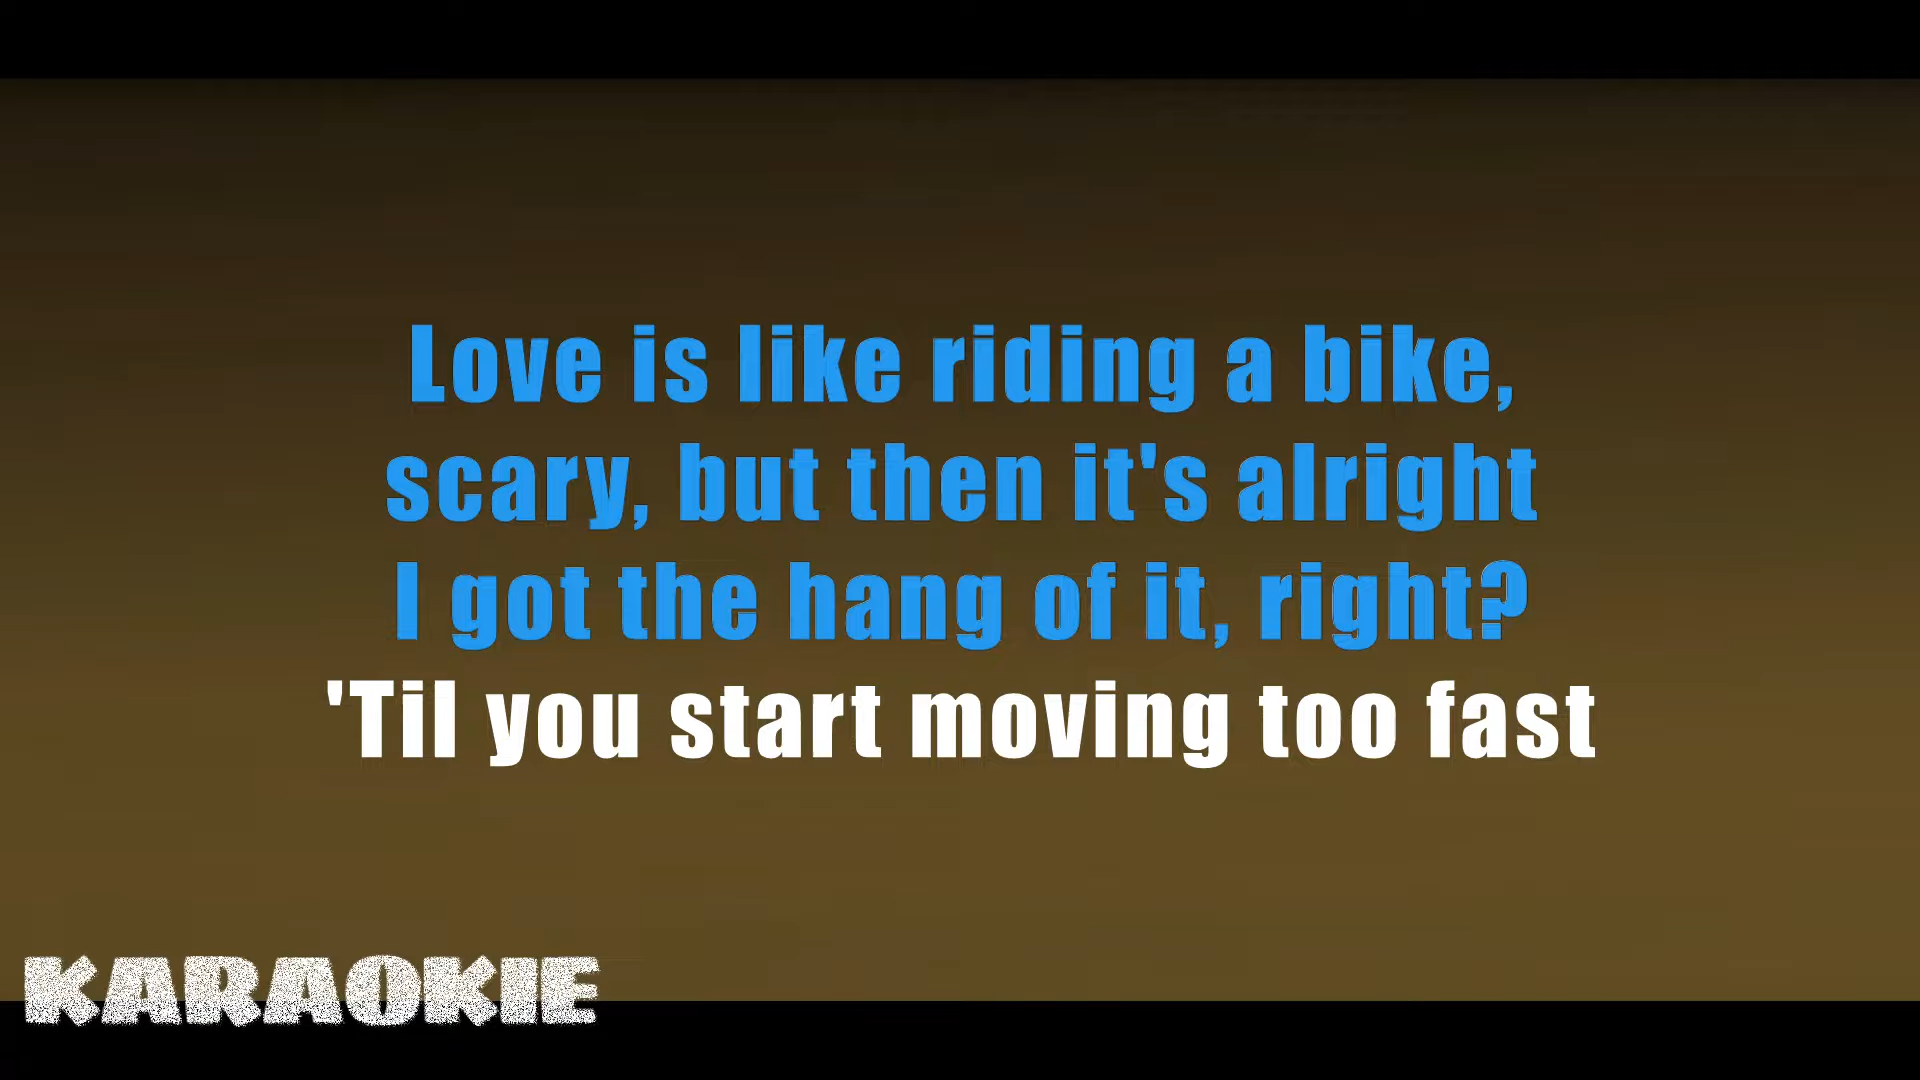 Love is like riding a bike,
scary, but then it's alright
I got the hang of it, right?
'Til you start moving too fast
KARAOKIE